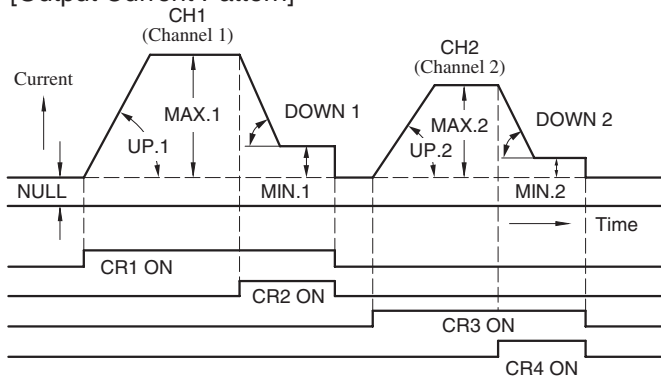 [Output Current Pattern]
CH1
(Channel 1)
CH2
(Channel 2)
Current
MAX.1
DOWN 1
UP.1
MAX.2
DOWN 2
UP.2
NULL
MIN.1
MIN.2
Time
CR1 ON
CR2 ON
CR3 ON
CR4 ON